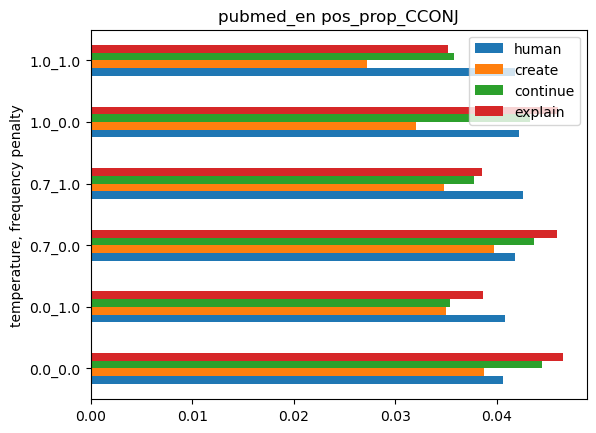 pubmed_en pos_prop_CCONJ
human
create
continue
explain
temperature, frequency penalty
1.0_1.0
1.0_0.0
0.7_1.0
0.7_0.0
0.0_1.0
0.0_0.0
0.00 0.01 0.02 0.03 0.04